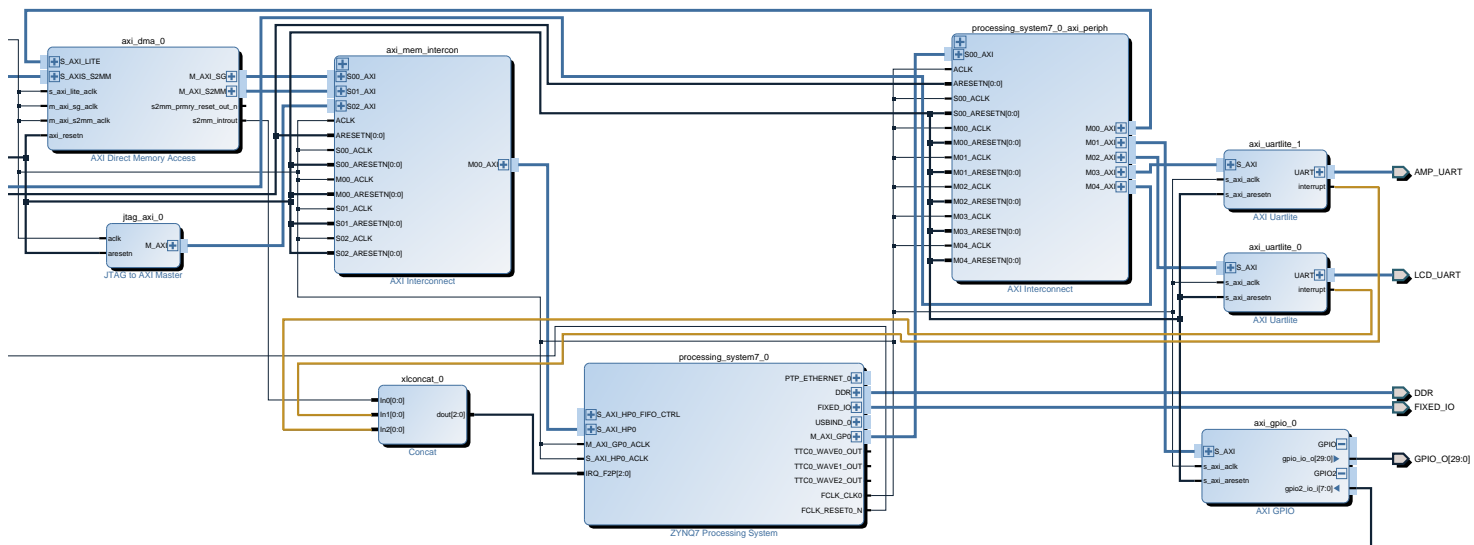 axi_dma_0
S_AXI_LITE
S_AXIS_S2MM
s_axi_lite_aclk
m_axi_sg_aclk
m_axi_s2mm_aclk
axi_resetn
M_AXI_SG
M_AXI_S2MM
s2mm_prmry_reset_out_n
s2mm_introut
AXI Direct Memory Access
jtag_axi_0
aclk
aresetn
M_AXI
JTAG to AXI Master
axi_mem_intercon
S00_AXI
S01_AXI
S02_AXI
ACLK
ARESETN[0:0]
S00_ACLK
S00_ARESETN[0:0]
M00_ACLK
M00_ARESETN[0:0]
S01_ACLK
S01_ARESETN[0:0]
S02_ACLK
S02_ARESETN[0:0]
M00_AXI
AXI Interconnect
xlconcat_0
In0[0:0]
In1[0:0]
In2[0:0]
dout[2:0]
Concat
processing_system7_0
S_AXI_HP0_FIFO_CTRL
S_AXI_HP0
M_AXI_GP0_ACLK
S_AXI_HP0_ACLK
IRQ_F2P[2:0]
PTP_ETHERNET_0
DDR
FIXED_IO
USBIND_0
M_AXI_GP0
TTC0_WAVE0_OUT
TTC0_WAVE1_OUT
TTC0_WAVE2_OUT
FCLK_CLK0
FCLK_RESET0_N
ZYNQ7 Processing System
processing_system7_0_axi_periph
S00_AXI
ACLK
ARESETN[0:0]
S00_ACLK
S00_ARESETN[0:0]
M00_ACLK
M00_ARESETN[0:0]
M01_ACLK
M01_ARESETN[0:0]
M02_ACLK
M02_ARESETN[0:0]
M03_ACLK
M03_ARESETN[0:0]
M04_ACLK
M04_ARESETN[0:0]
M00_AXI
M01_AXI
M02_AXI
M03_AXI
M04_AXI
AXI Interconnect
axi_uartlite_1
S_AXI
s_axi_aclk
s_axi_aresetn
UART
interrupt
AXI Uartlite
axi_uartlite_0
S_AXI
s_axi_aclk
s_axi_aresetn
UART
interrupt
AXI Uartlite
axi_gpio_0
S_AXI
s_axi_aclk
s_axi_aresetn
GPIO
gpio_io_o[29:0]
GPIO2
gpio2_io_i[7:0]
AXI GPIO
AMP_UART
LCD_UART
DDR
FIXED_IO
GPIO_O[29:0]